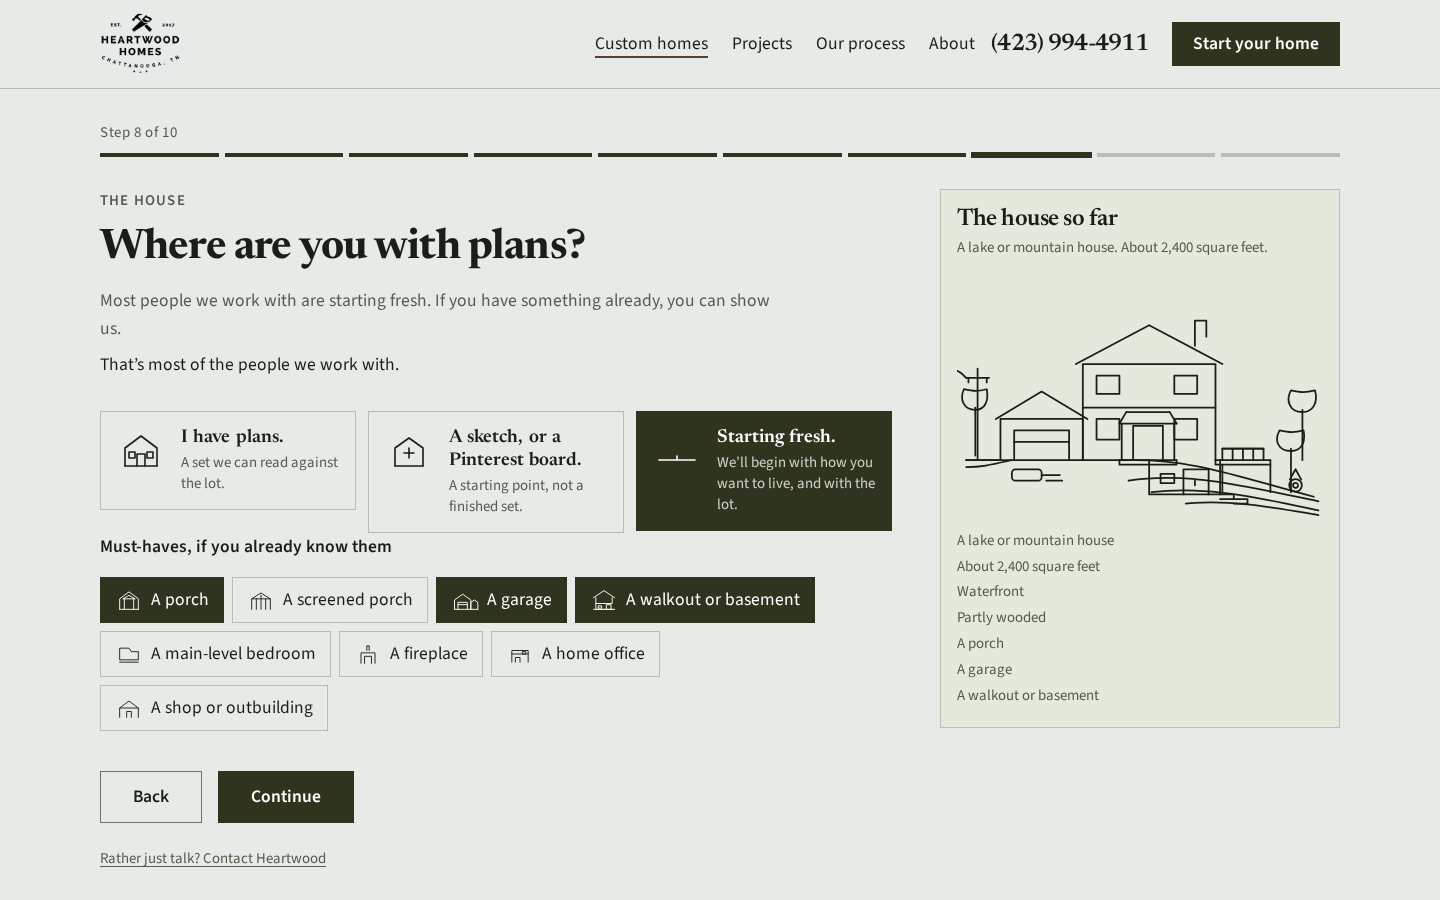 EST. 2017
HEARTWOOD
HOMES
CHATTANOOGA, TN
Custom homes
Projects
Our process
About
(423) 994-4911
Start your home
Step 8 of 10
THE HOUSE
Where are you with plans?
Most people we work with are starting fresh. If you have something already, you can show
us.
That’s most of the people we work with.
I have plans.
A set we can read against
the lot.
A sketch, or a
Pinterest board.
A starting point, not a
finished set.
Starting fresh.
We’ll begin with how you
want to live, and with the
lot.
Must-haves, if you already know them
A porch
A screened porch
A garage
A walkout or basement
A main-level bedroom
A fireplace
A home office
A shop or outbuilding
Back
Continue
Rather just talk? Contact Heartwood
The house so far
A lake or mountain house. About 2,400 square feet.
A lake or mountain house
About 2,400 square feet
Waterfront
Partly wooded
A porch
A garage
A walkout or basement